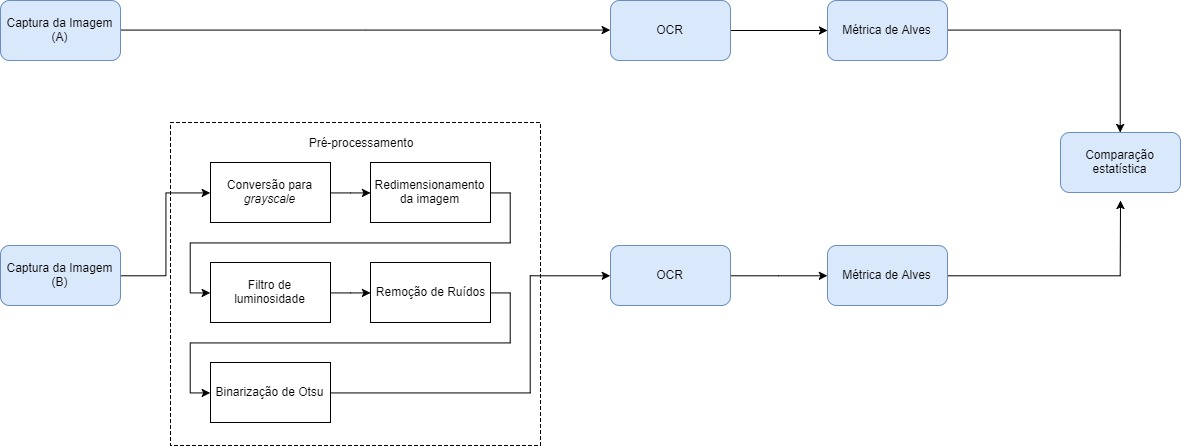 Captura da Imagem
(A)
OCR
Métrica de Alves
Comparação
estatística
Pré-processamento
Conversão para
grayscale
Redimensionamento
da imagem
Captura da Imagem
(B)
Filtro de
luminosidade
Remoção de Ruídos
OCR
Métrica de Alves
Binarização de Otsu